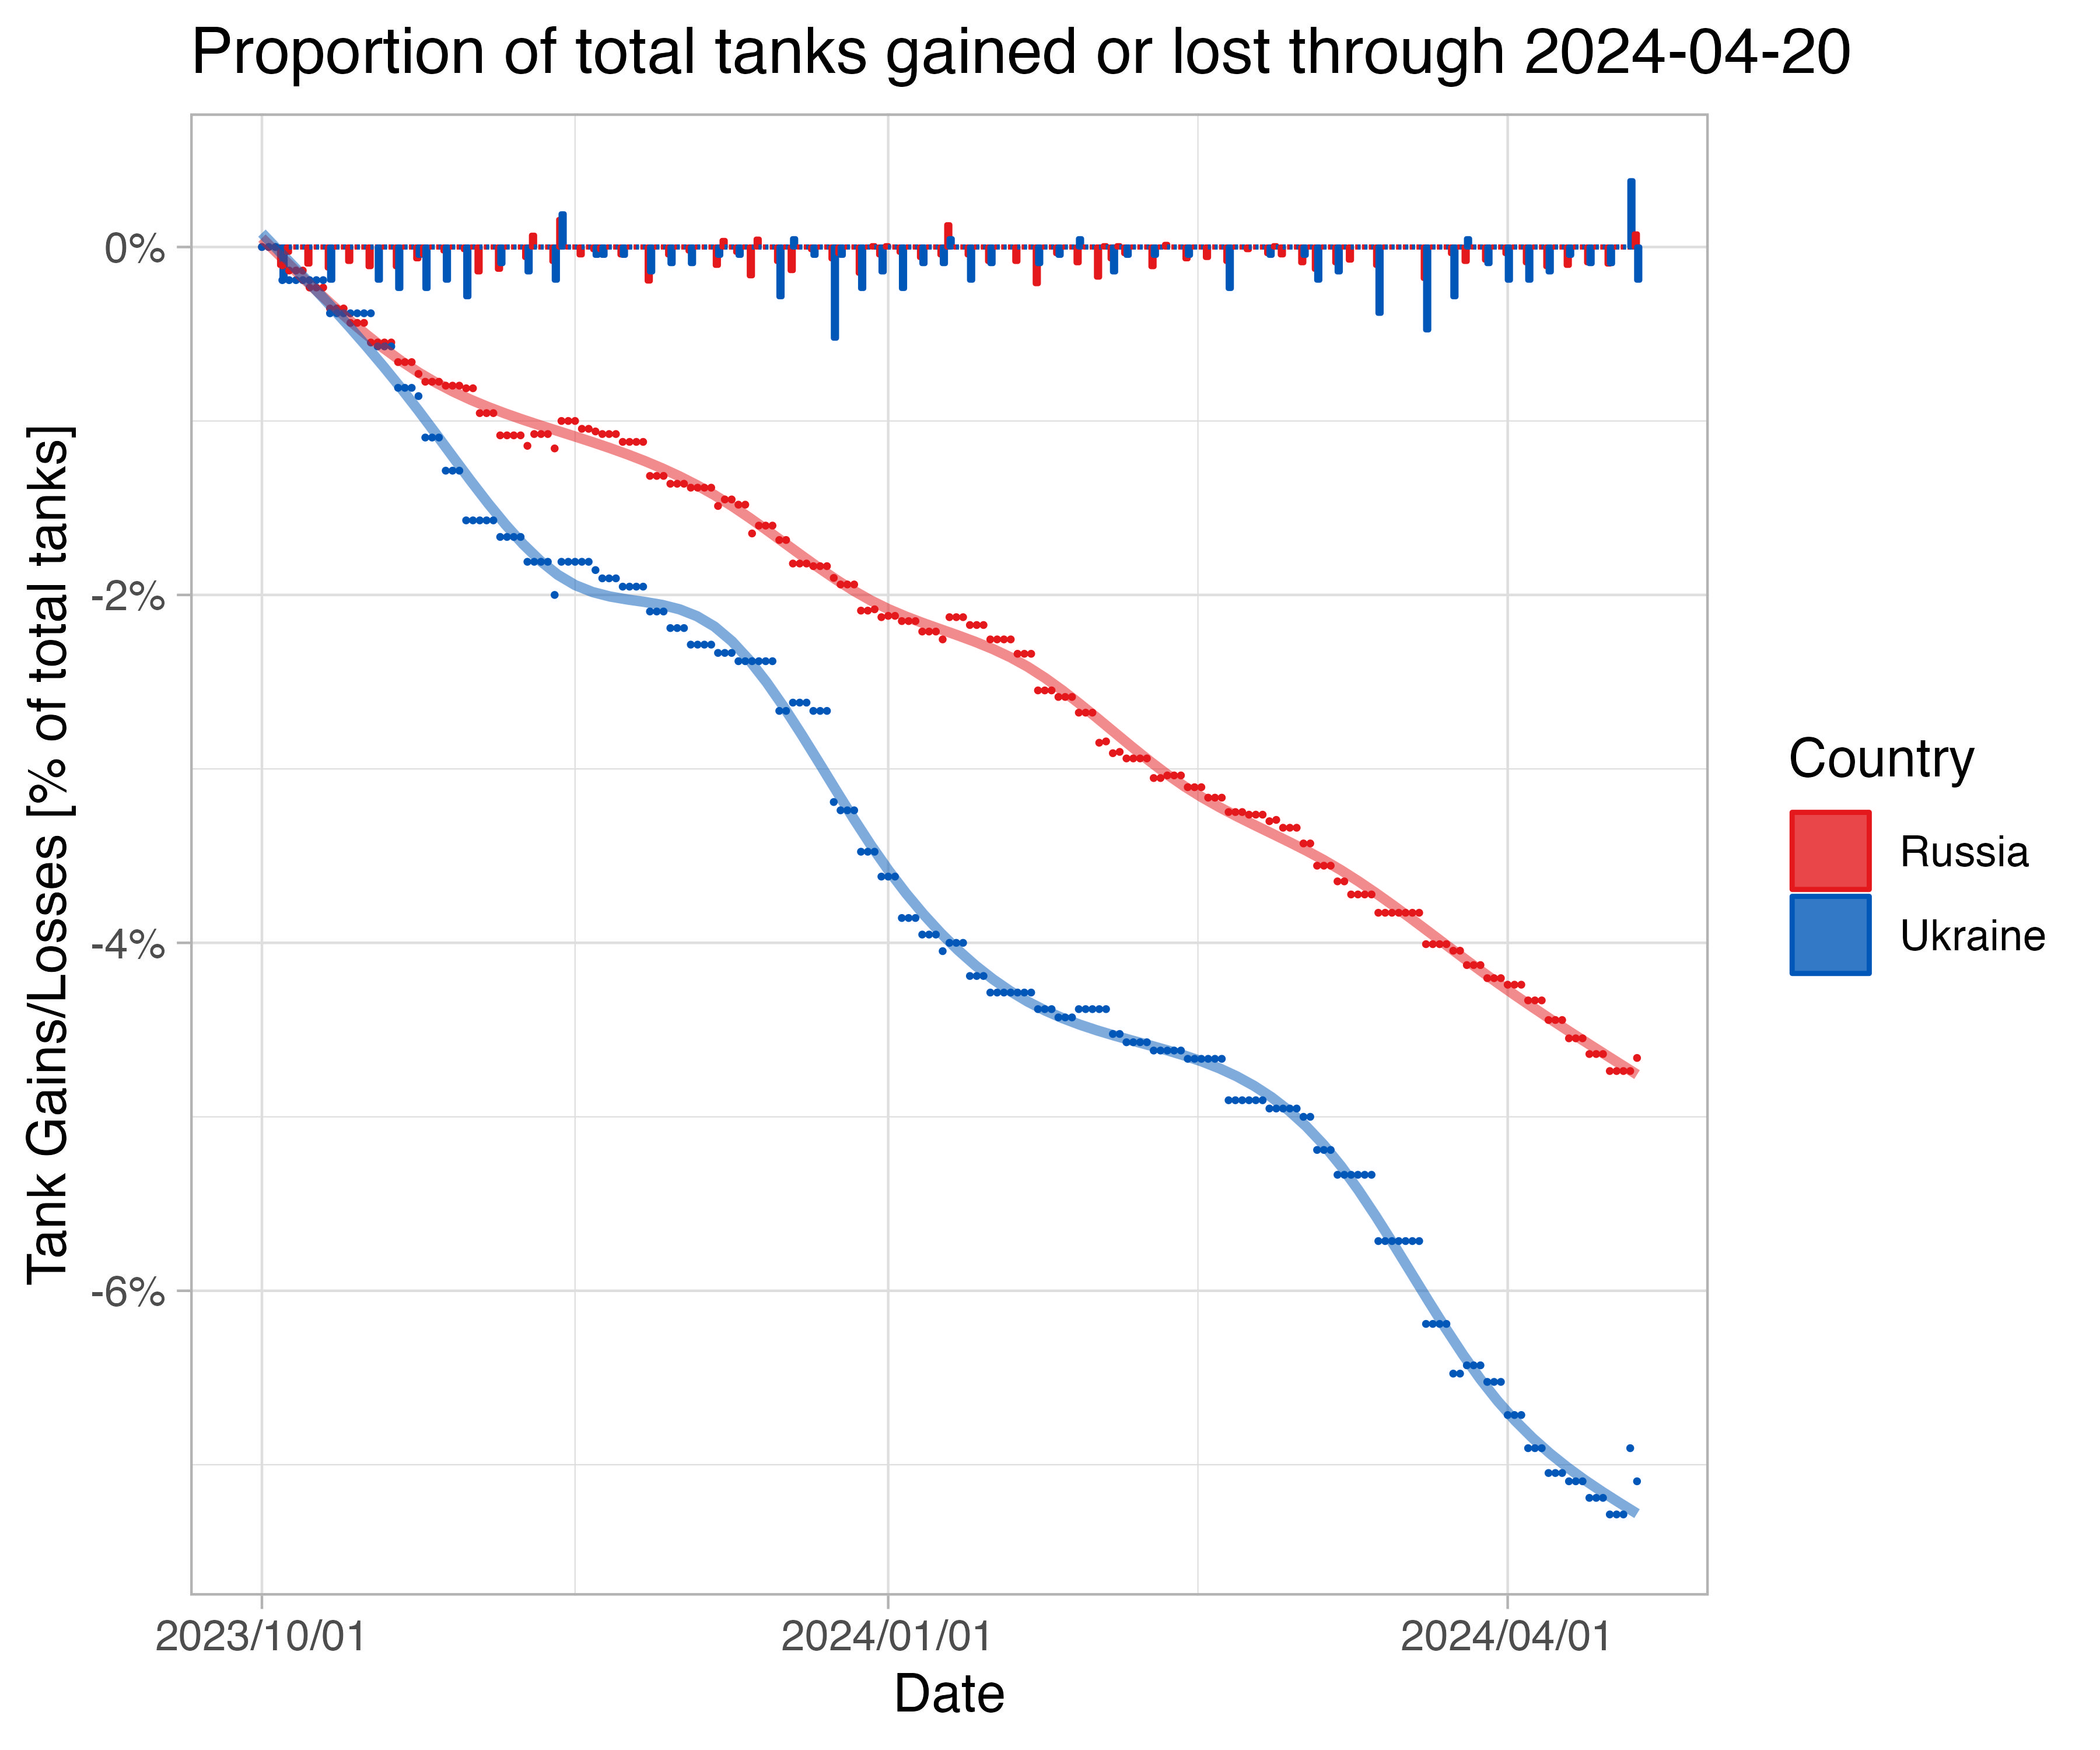 Proportion of total tanks gained or lost through 2024-04-20
Tank Gains/Losses [% of total tanks]
0%
-2%
-4%
-6%
2023/10/01
2024/01/01
2024/04/01
Date
Country
Russia
Ukraine